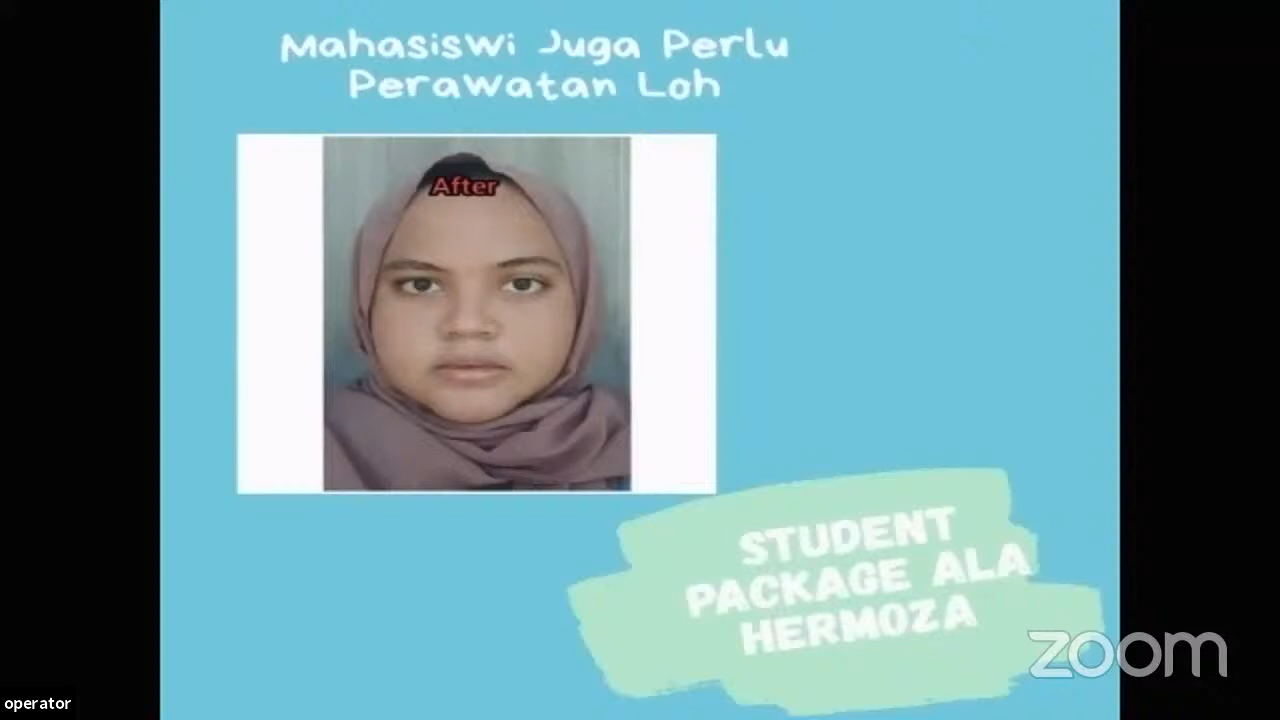 Mahasiswi Juga Perlu
Perawatan Loh
After
STUDENT
PACKAGE ALA
HERMOZA
zoom
operator